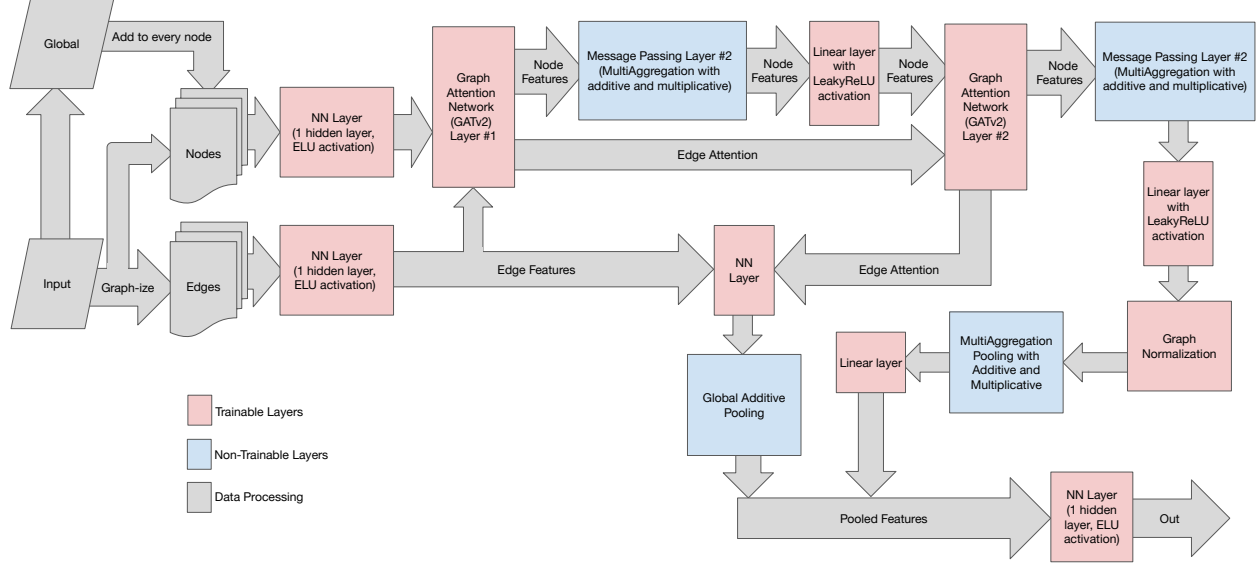 Global
Add to every node
Nodes
NN Layer
(1 hidden layer,
ELU activation)
Graph
Attention
Network
(GATv2)
Layer #1
Node
Features
Message Passing Layer #2
(MultiAggregation with
additive and multiplicative)
Node
Features
Linear layer
with
LeakyReLU
activation
Node
Features
Graph
Attention
Network
(GATv2)
Layer #2
Node
Features
Message Passing Layer #2
(MultiAggregation with
additive and multiplicative)
Edge Attention
Linear layer
with
LeakyReLU
activation
Input
Graph-ize
Edges
NN Layer
(1 hidden layer,
ELU activation)
Edge Features
NN
Layer
Edge Attention
Graph
Normalization
MultiAggregation
Pooling with
Additive and
Multiplicative
Linear layer
Global Additive
Pooling
Trainable Layers
Non-Trainable Layers
Data Processing
Pooled Features
NN Layer
(1 hidden
layer, ELU
activation)
Out